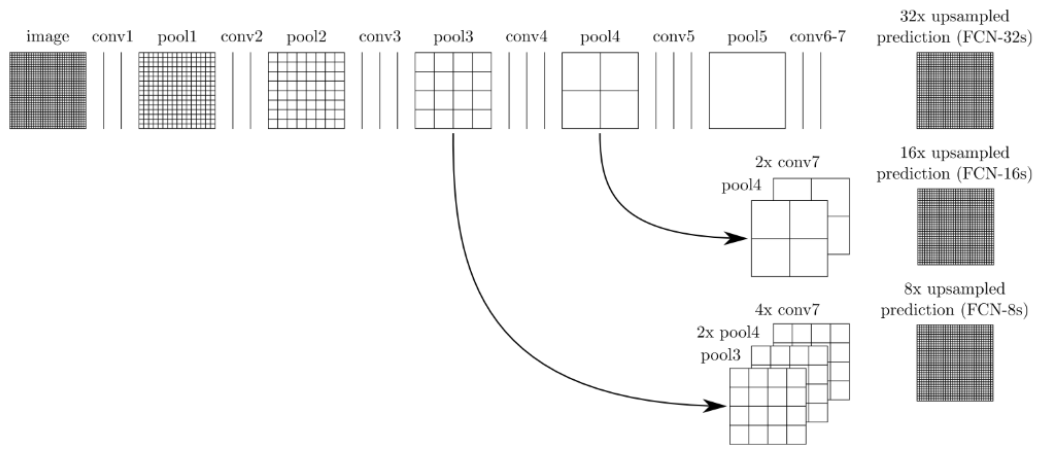 image conv1 pool1 conv2 pool2 conv3 pool3 conv4 pool4 conv5 pool5 conv6-7
32x upsampled
prediction (FCN-32s)
2x conv7
pool4
16x upsampled
prediction (FCN-16s)
4x conv7
2x pool4
pool3
8x upsampled
prediction (FCN-8s)